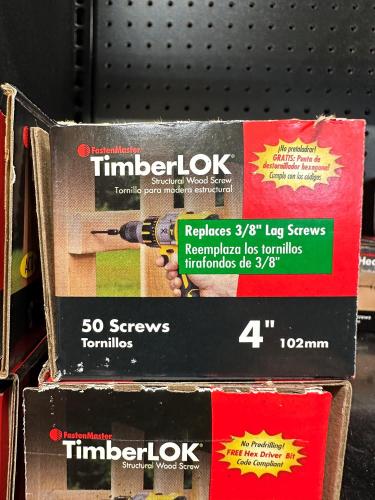 FastenMaster
TimberLOK®
Structural Wood Screw
Tornillo para madera estructural
¡No pretaladrar!
GRATIS: Punta de
destornillador hexagonal
Cumple con los códigos
Replaces 3/8" Lag Screws
Reemplaza los tornillos
tirafondos de 3/8"
50 Screws
Tornillos
4" 102mm
FastenMaster
TimberLOK®
Structural Wood Screw
No Predrilling!
FREE Hex Driver Bit
Code Compliant